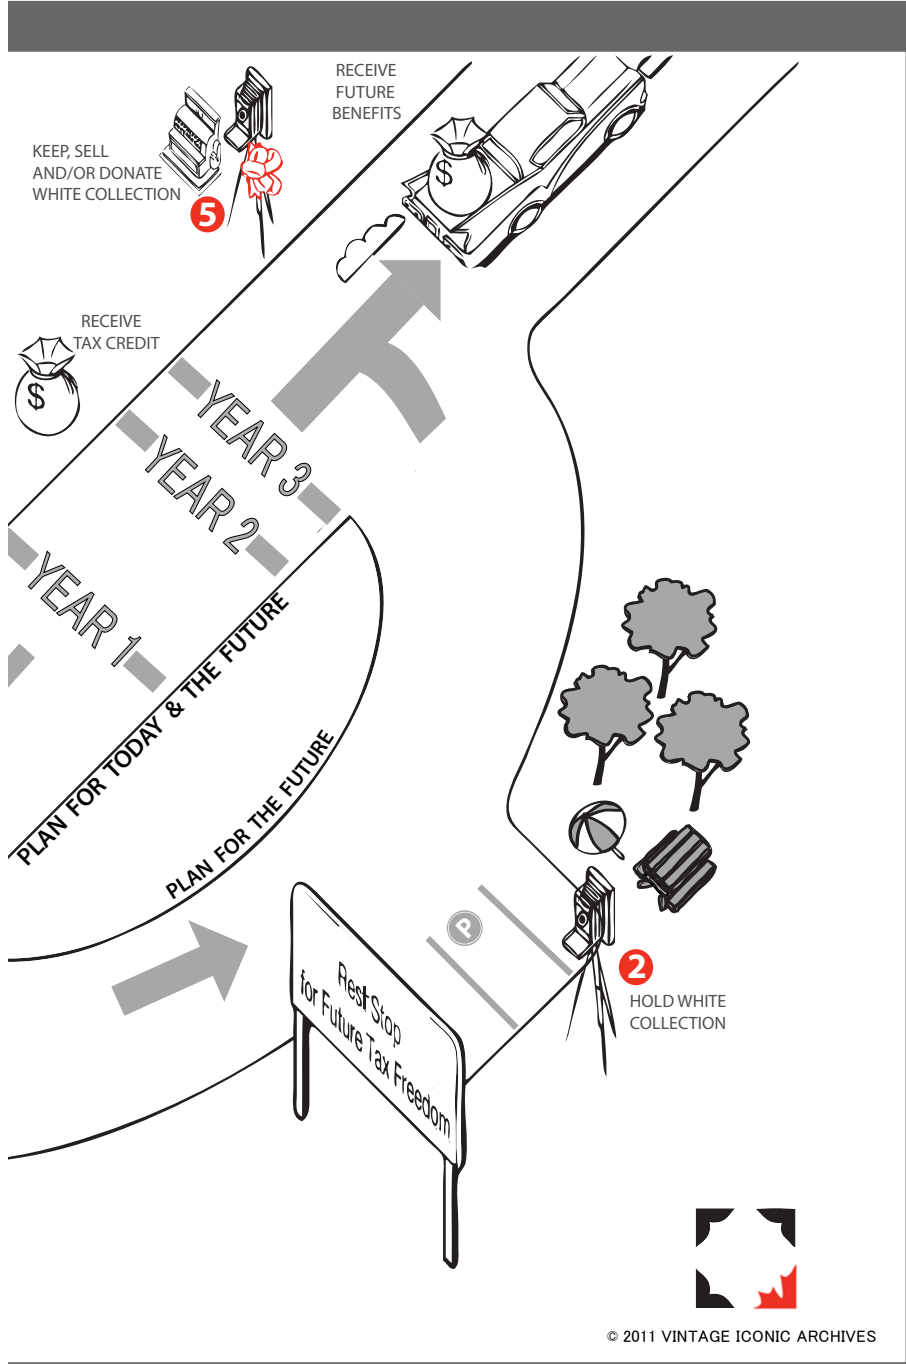 RECEIVE
FUTURE
BENEFITS
KEEP, SELL
AND/OR DONATE
WHITE COLLECTION
5
$
RECEIVE
TAX CREDIT
$
YEAR 3
YEAR 2
YEAR 1
PLAN FOR TODAY & THE FUTURE
PLAN FOR THE FUTURE
P
Rest Stop
for Future Tax Freedom
2
HOLD WHITE
COLLECTION
© 2011 VINTAGE ICONIC ARCHIVES